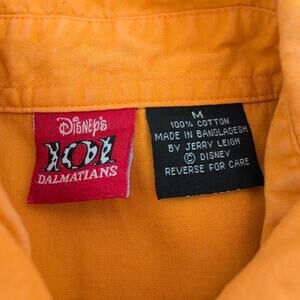 Disney's
101
DALMATIANS
M
100% COTTON
MADE IN BANGLADESH
BY JERRY LEIGH
© DISNEY
REVERSE FOR CARE